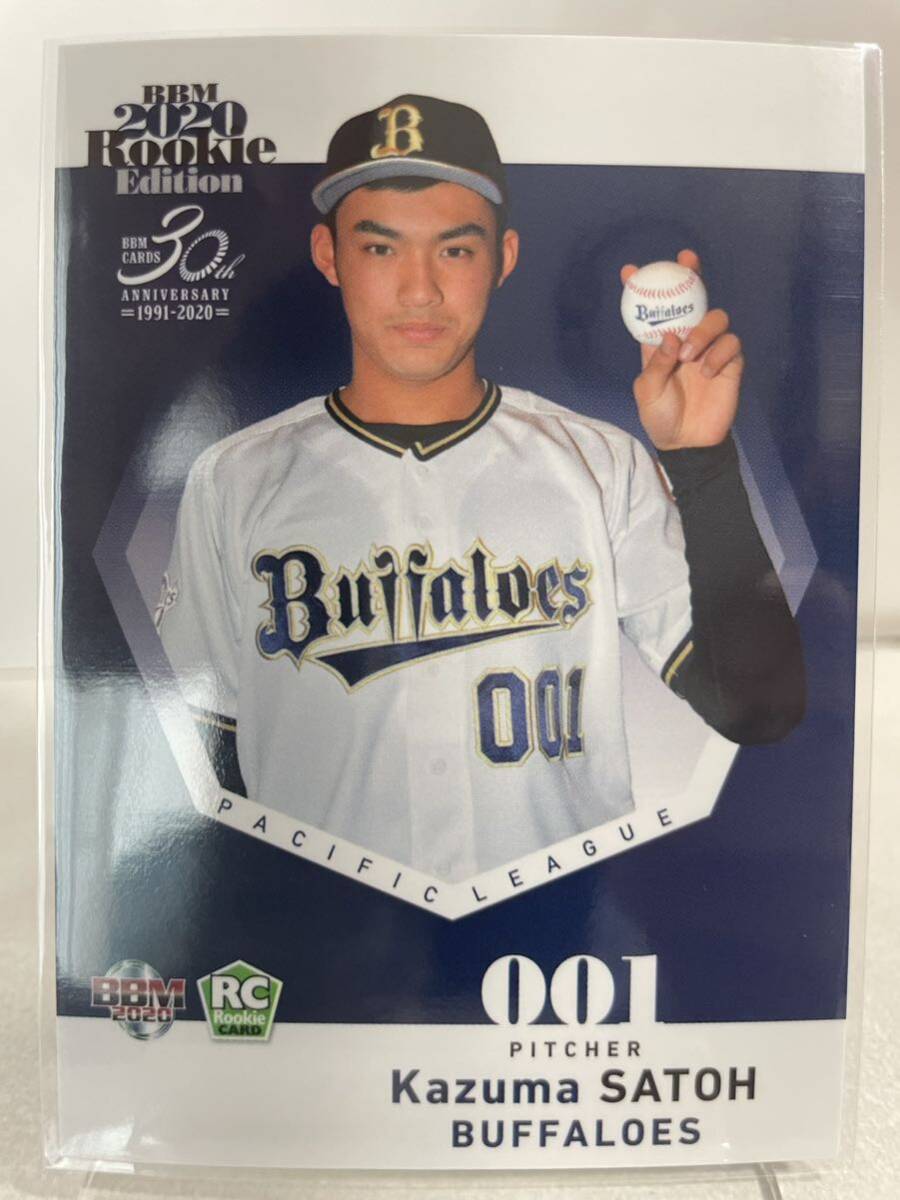 BBM
2020
Rookie
Edition
BBM
CARDS
30th
ANNIVERSARY
=1991-2020=
Buffaloes
B
Buffaloes
001
PACIFIC LEAGUE
BBM
2020
RC
Rookie
CARD
001
PITCHER
Kazuma SATOH
BUFFALOES